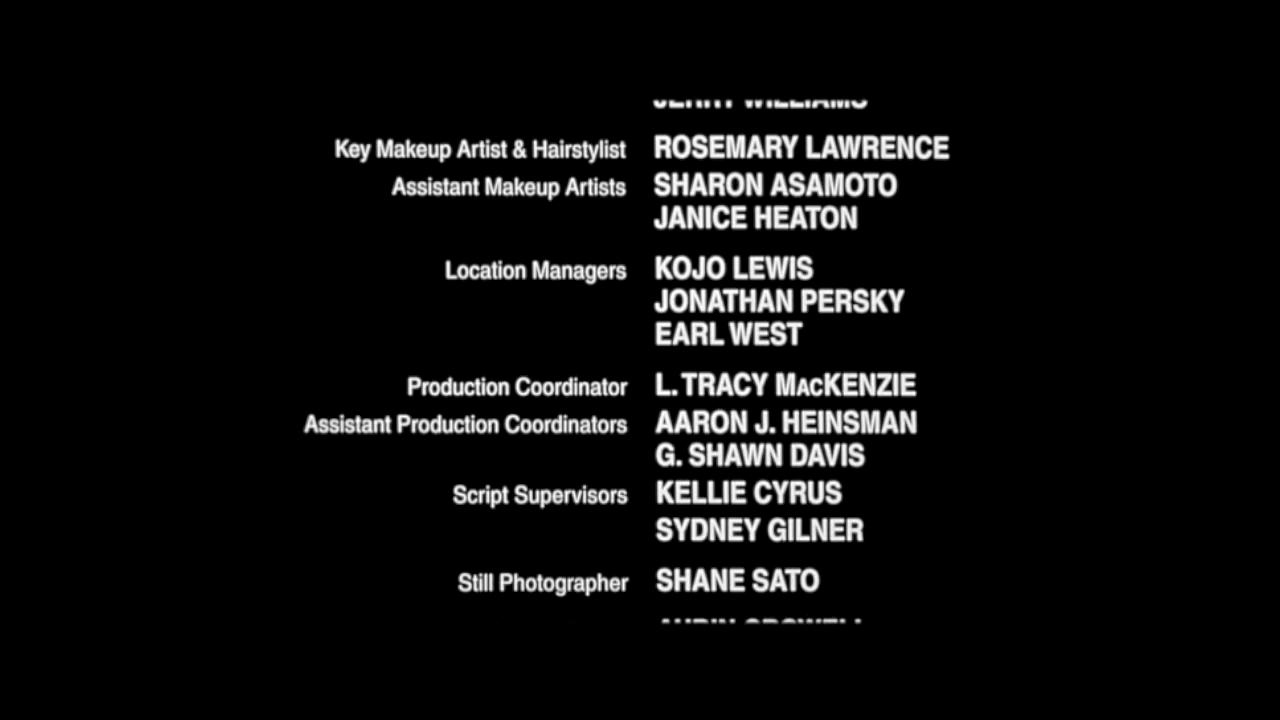 JERRY WILLIAMS
Key Makeup Artist & Hairstylist ROSEMARY LAWRENCE
Assistant Makeup Artists SHARON ASAMOTO
JANICE HEATON
Location Managers KOJO LEWIS
JONATHAN PERSKY
EARL WEST
Production Coordinator L. TRACY MACKENZIE
Assistant Production Coordinators AARON J. HEINSMAN
G. SHAWN DAVIS
Script Supervisors KELLIE CYRUS
SYDNEY GILNER
Still Photographer SHANE SATO